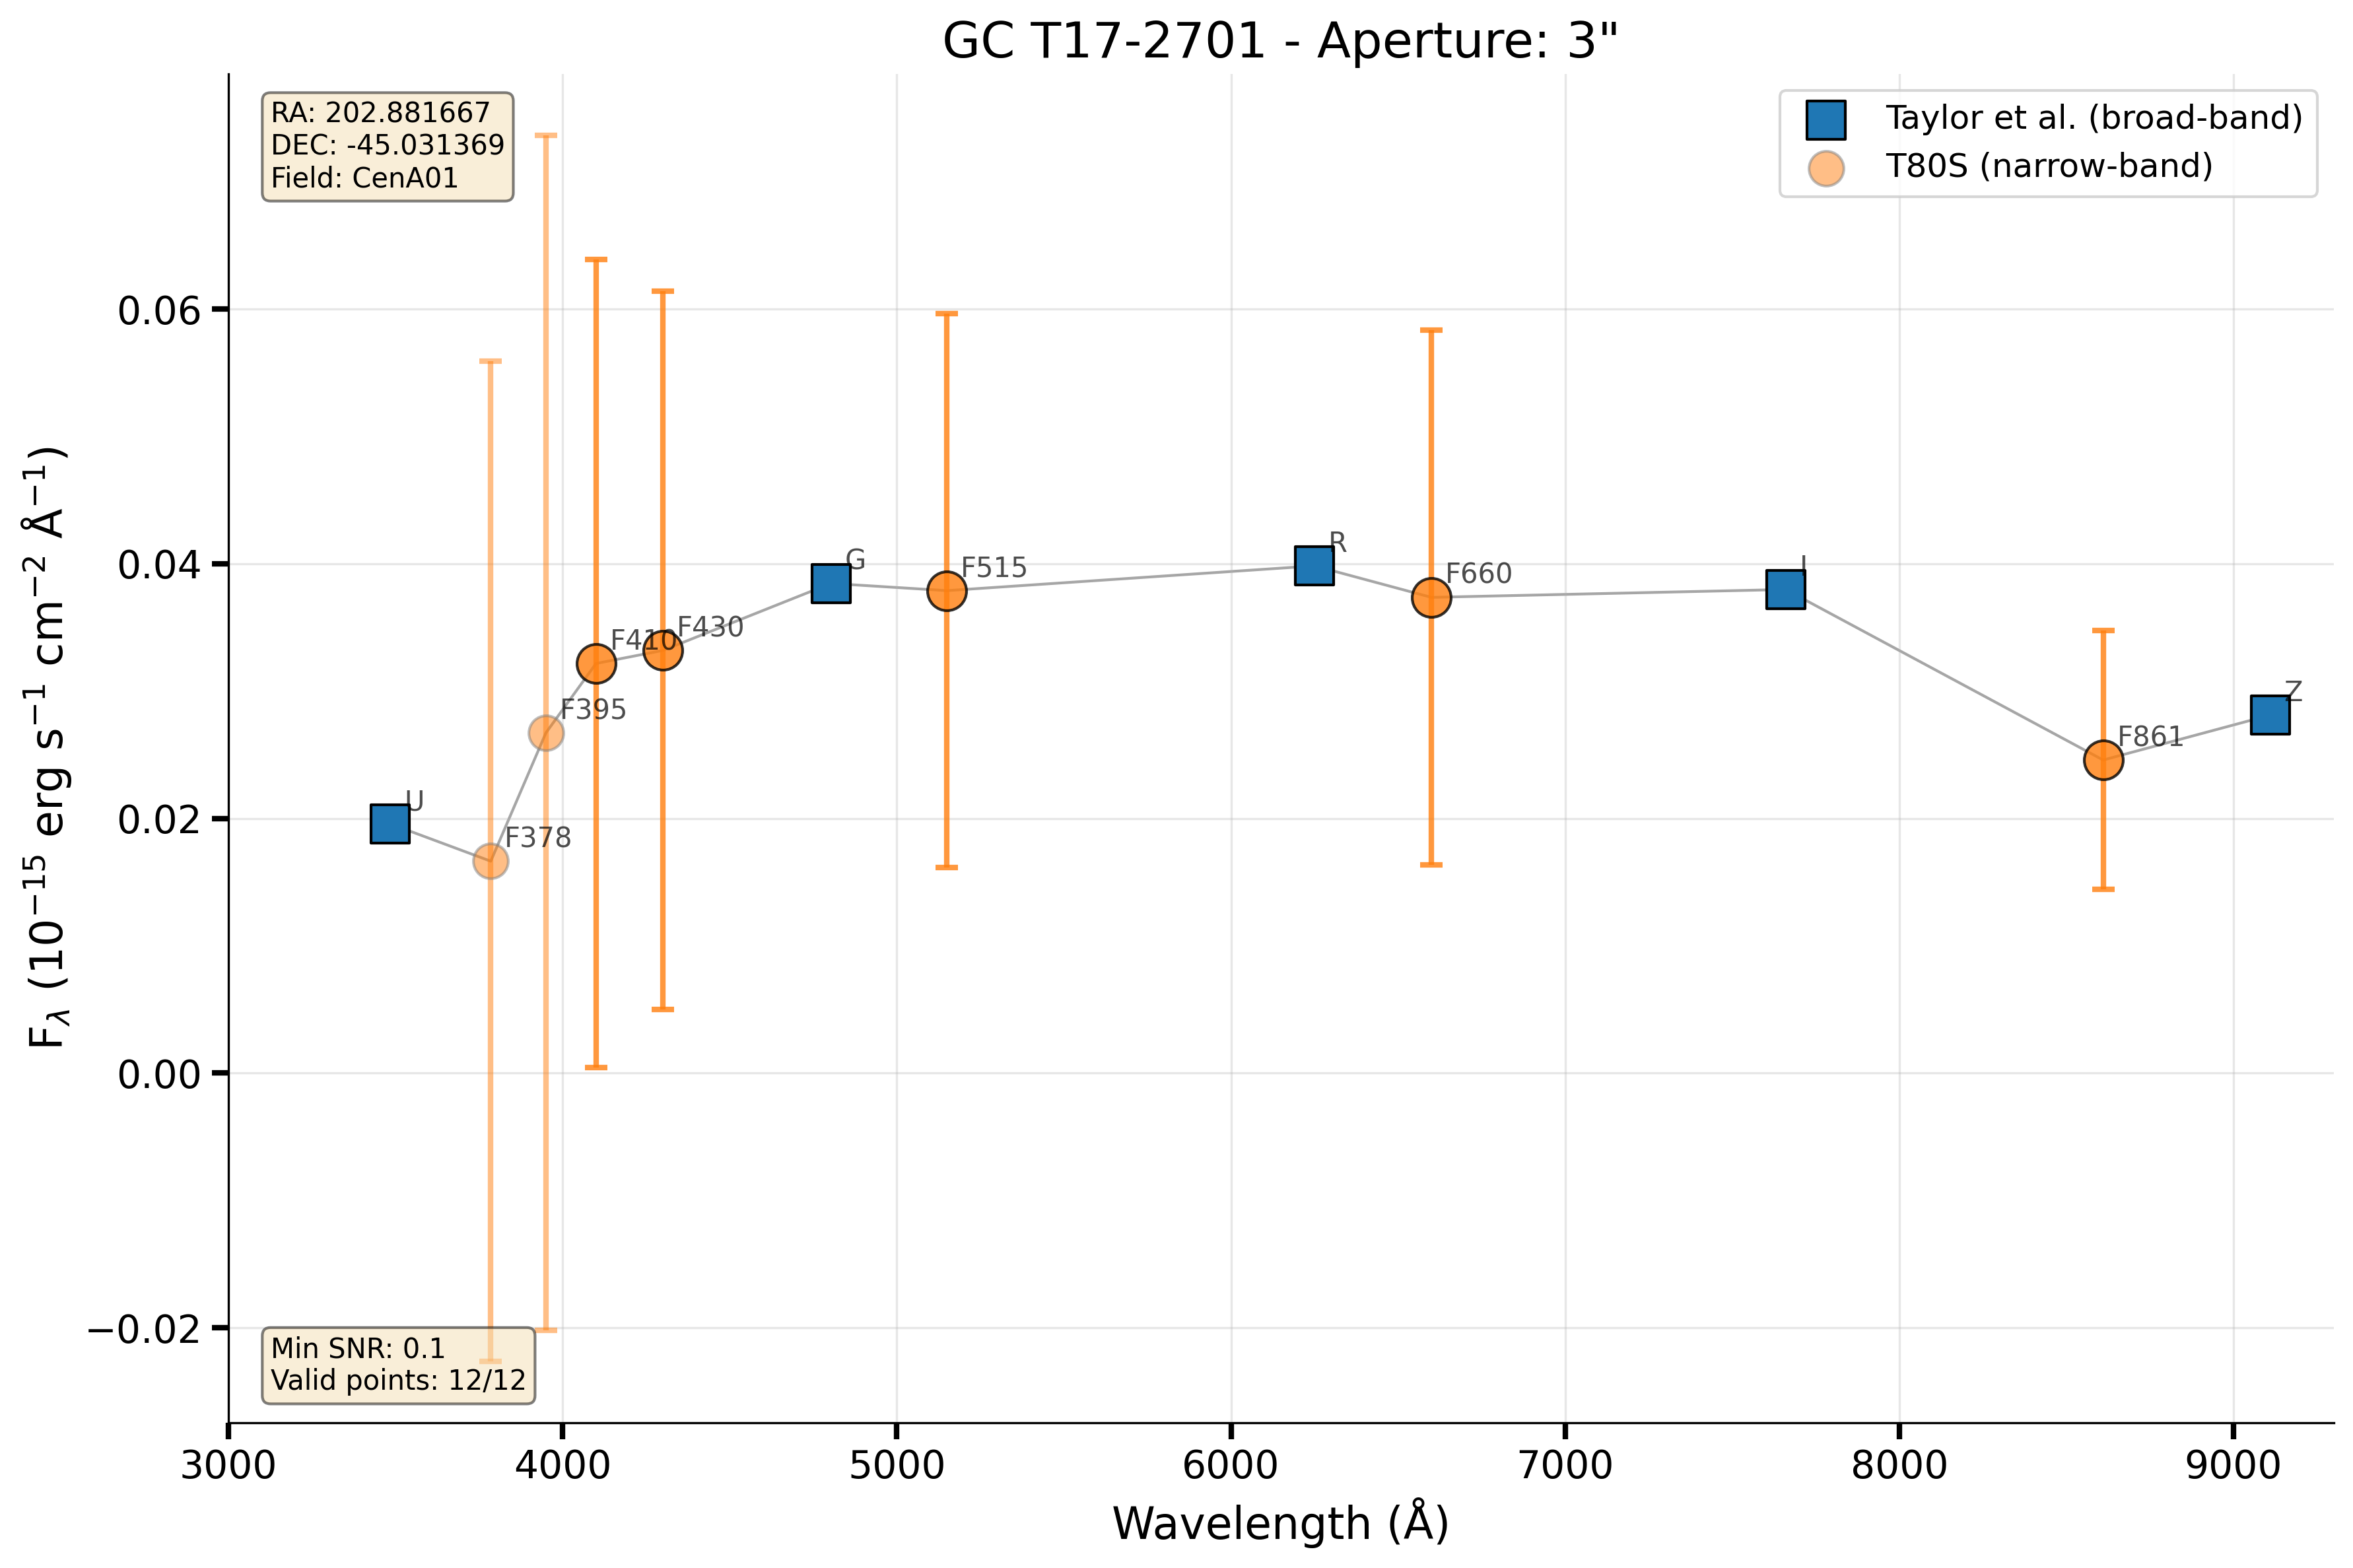 GC T17-2701 - Aperture: 3"
RA: 202.881667
DEC: -45.031369
Field: CenA01
Taylor et al. (broad-band)
T80S (narrow-band)
0.06
0.04
0.02
0.00
−0.02
F_λ (10⁻¹⁵ erg s⁻¹ cm⁻² Å⁻¹)
U
F378
F395
F410
F430
G
F515
R
F660
I
F861
Z
Min SNR: 0.1
Valid points: 12/12
3000
4000
5000
6000
7000
8000
9000
Wavelength (Å)